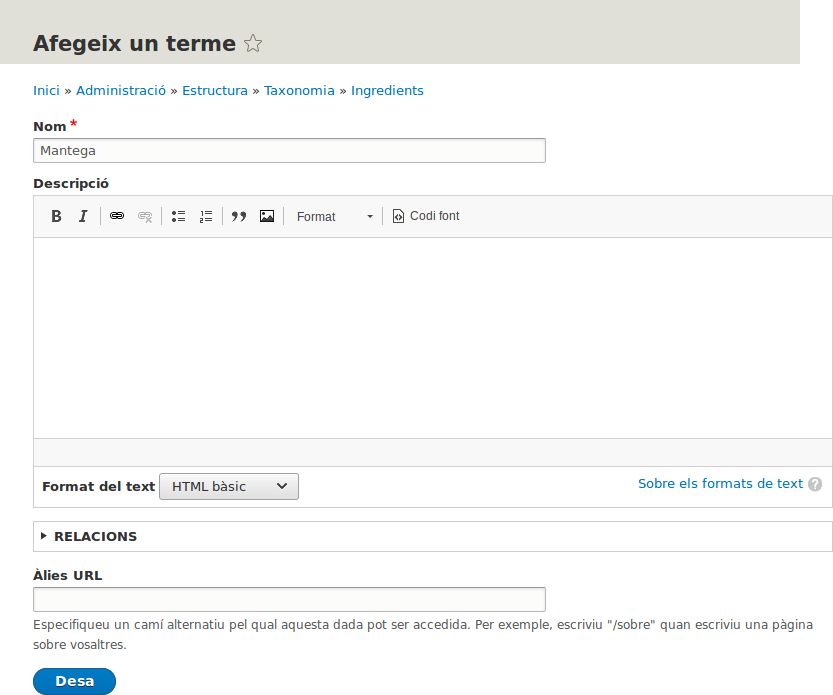 Afegeix un terme
Inici » Administració » Estructura » Taxonomia » Ingredients
Nom *
Mantega
Descripció
B I Format Codi font
Format del text HTML bàsic Sobre els formats de text ?
RELACIONS
Àlies URL
Especifiqueu un camí alternatiu pel qual aquesta dada pot ser accedida. Per exemple, escriviu "/sobre" quan escriviu una pàgina
sobre vosaltres.
Desa